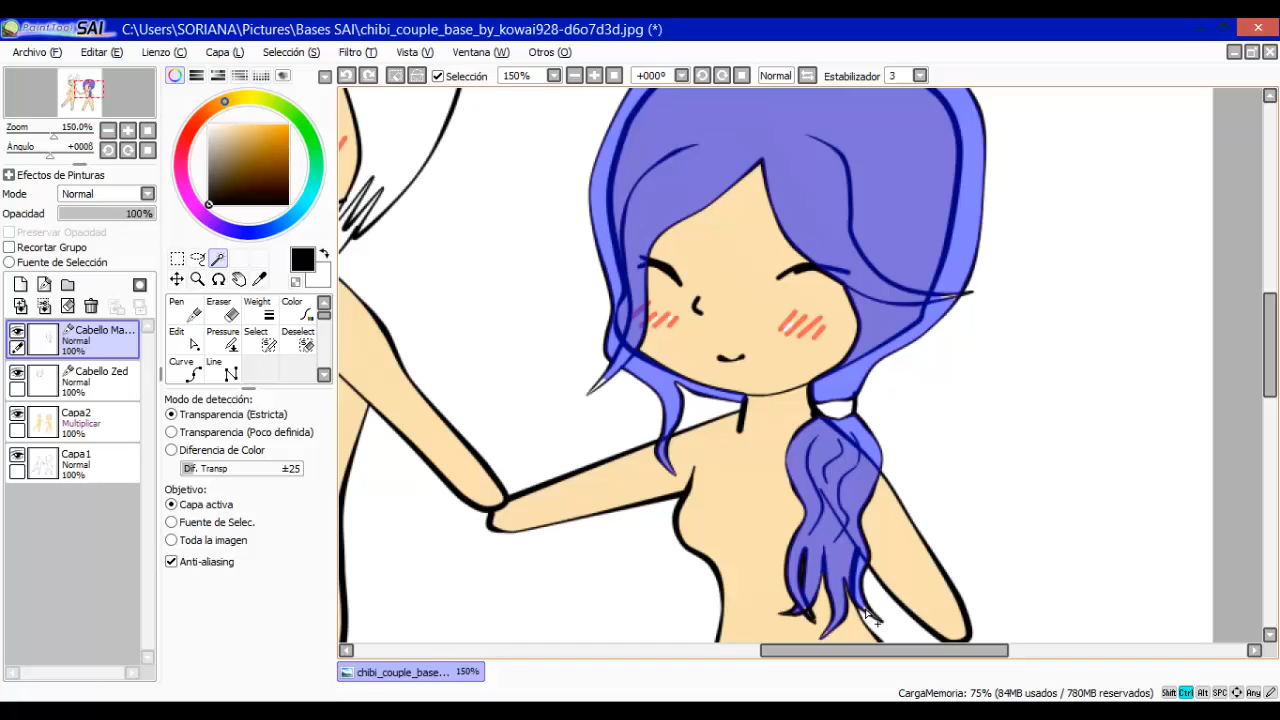 PaintTool SAI C:\Users\SORIANA\Pictures\Bases SAI\chibi_couple_base_by_kowai928-d6o7d3d.jpg (*)
Archivo (F) Editar (E) Lienzo (C) Capa (L) Selección (S) Filtro (T) Vista (V) Ventana (W) Otros (O)
Selección 150% +000º Normal Estabilizador 3
Zoom 150.0%
Ángulo +000ß
Efectos de Pinturas
Mode Normal
Opacidad 100%
Preservar Opacidad
Recortar Grupo
Fuente de Selección
Cabello Ma...
Normal
100%
Cabello Zed
Normal
100%
Capa2
Multiplicar
100%
Capa1
Normal
100%
Pen Eraser Weight Color
Edit Pressure Select Deselect
Curve Line
Modo de detección:
Transparencia (Estricta)
Transparencia (Poco definida)
Diferencia de Color
Dif. Transp ±25
Objetivo:
Capa activa
Fuente de Selec.
Toda la imagen
Anti-aliasing
chibi_couple_base... 150%
CargaMemoria: 75% (84MB usados / 780MB reservados) Shift Ctrl Alt SPC Any